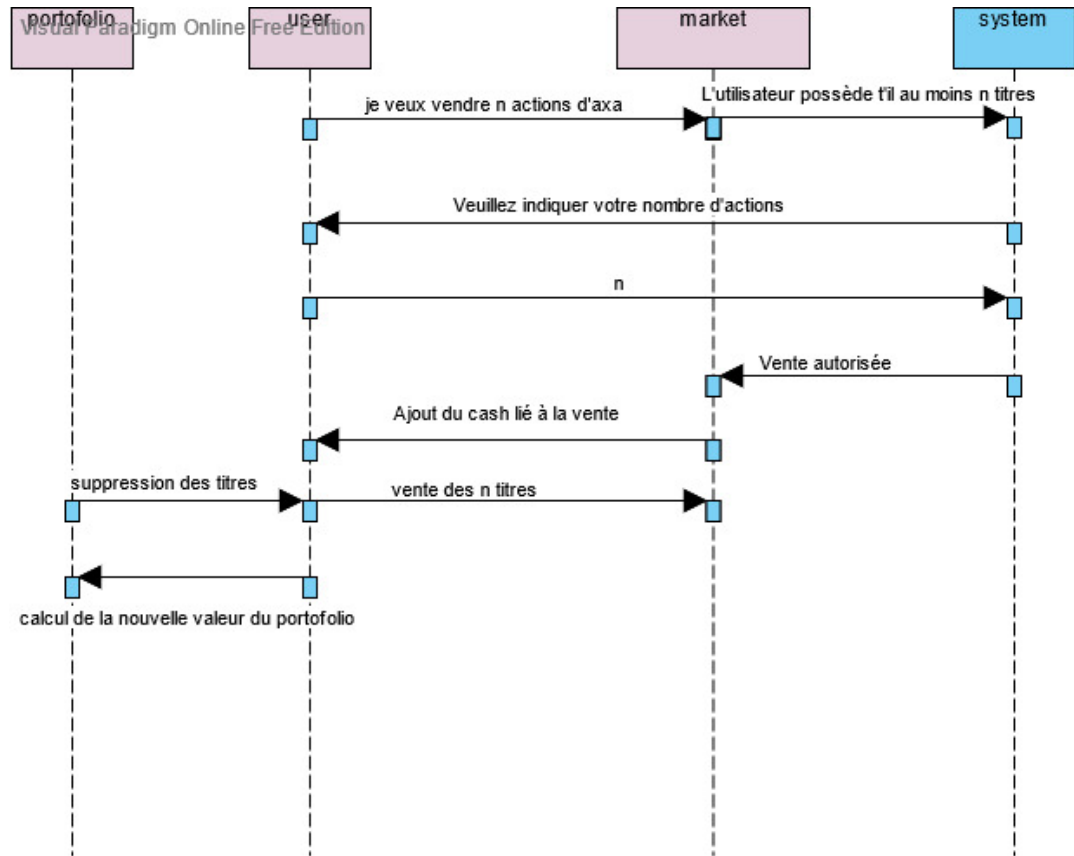 portofolio
user
market
system
Visual Paradigm Online Free Edition
je veux vendre n actions d'axa
L'utilisateur possède t'il au moins n titres
Veuillez indiquer votre nombre d'actions
n
Vente autorisée
Ajout du cash lié à la vente
suppression des titres
vente des n titres
calcul de la nouvelle valeur du portofolio